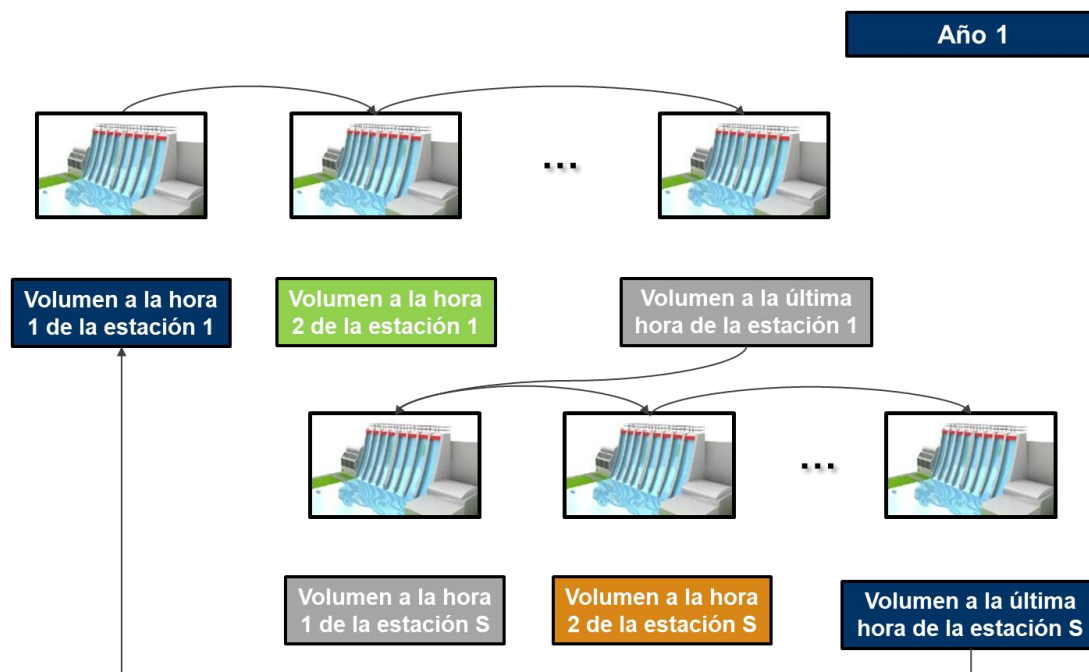 Año 1
...
Volumen a la hora
1 de la estación 1
Volumen a la hora
2 de la estación 1
Volumen a la última
hora de la estación 1
...
Volumen a la hora
1 de la estación S
Volumen a la hora
2 de la estación S
Volumen a la última
hora de la estación S